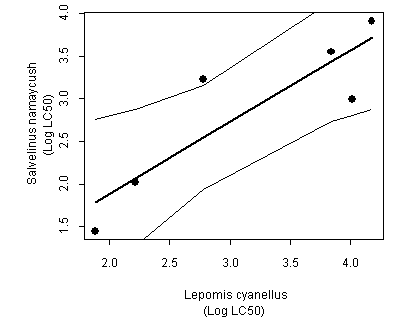 Salvelinus namaycush
(Log LC50)
4.0
3.5
3.0
2.5
2.0
1.5
2.0 2.5 3.0 3.5 4.0
Lepomis cyanellus
(Log LC50)